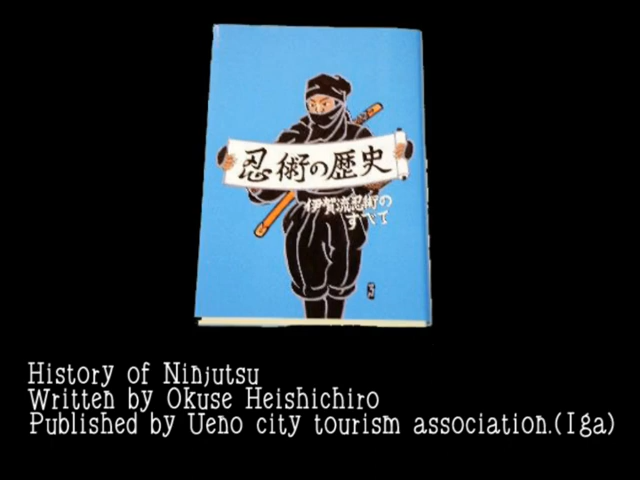 忍術の歴史
伊賀流忍術の
すべて
History of Ninjutsu
Written by Okuse Heishichiro
Published by Ueno city tourism association.(Iga)